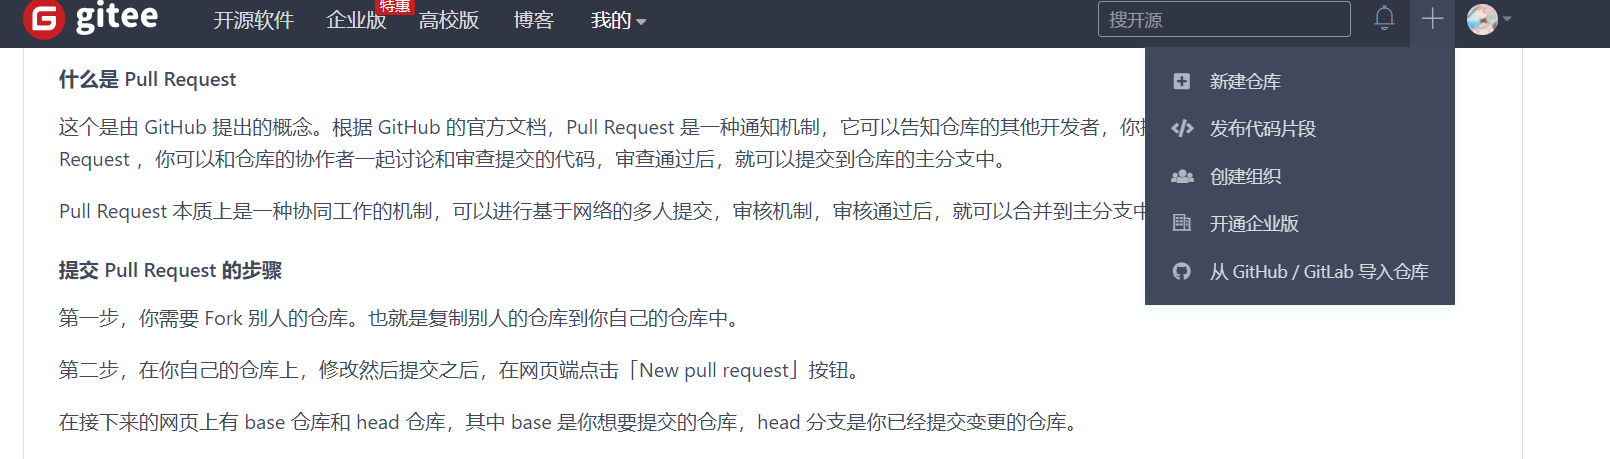 gitee 开源软件 企业版 特惠 高校版 博客 我的 搜开源
什么是 Pull Request
这个是由 GitHub 提出的概念。根据 GitHub 的官方文档，Pull Request 是一种通知机制，它可以告知仓库的其他开发者，你
Request ，你可以和仓库的协作者一起讨论和审查提交的代码，审查通过后，就可以提交到仓库的主分支中。
Pull Request 本质上是一种协同工作的机制，可以进行基于网络的多人提交，审核机制，审核通过后，就可以合并到主分支中
提交 Pull Request 的步骤
第一步，你需要 Fork 别人的仓库。也就是复制别人的仓库到你自己的仓库中。
第二步，在你自己的仓库上，修改然后提交之后，在网页端点击「New pull request」按钮。
在接下来的网页上有 base 仓库和 head 仓库，其中 base 是你想要提交的仓库，head 分支是你已经提交变更的仓库。
新建仓库
发布代码片段
创建组织
开通企业版
从 GitHub / GitLab 导入仓库